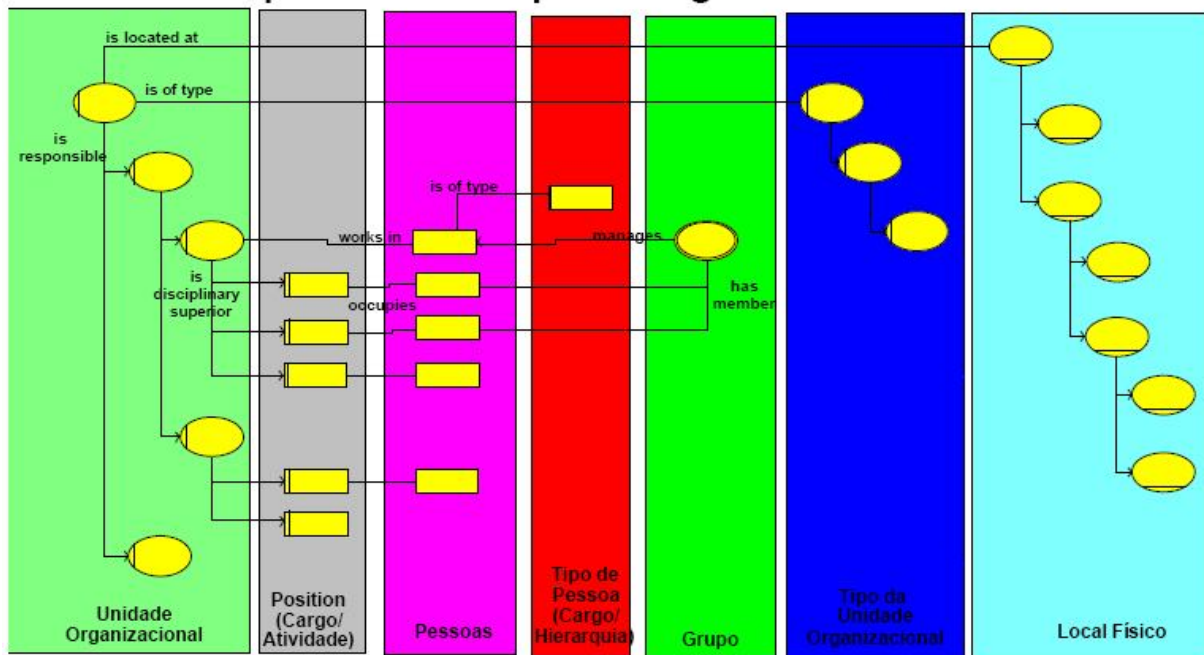 is located at
is of type
is
responsible
is of type
works in
manages
is
disciplinary
superior
occupies
has
member
Unidade
Organizacional
Position
(Cargo/
Atividade)
Pessoas
Tipo de
Pessoa
(Cargo/
Hierarquia)
Grupo
Tipo da
Unidade
Organizacional
Local Físico